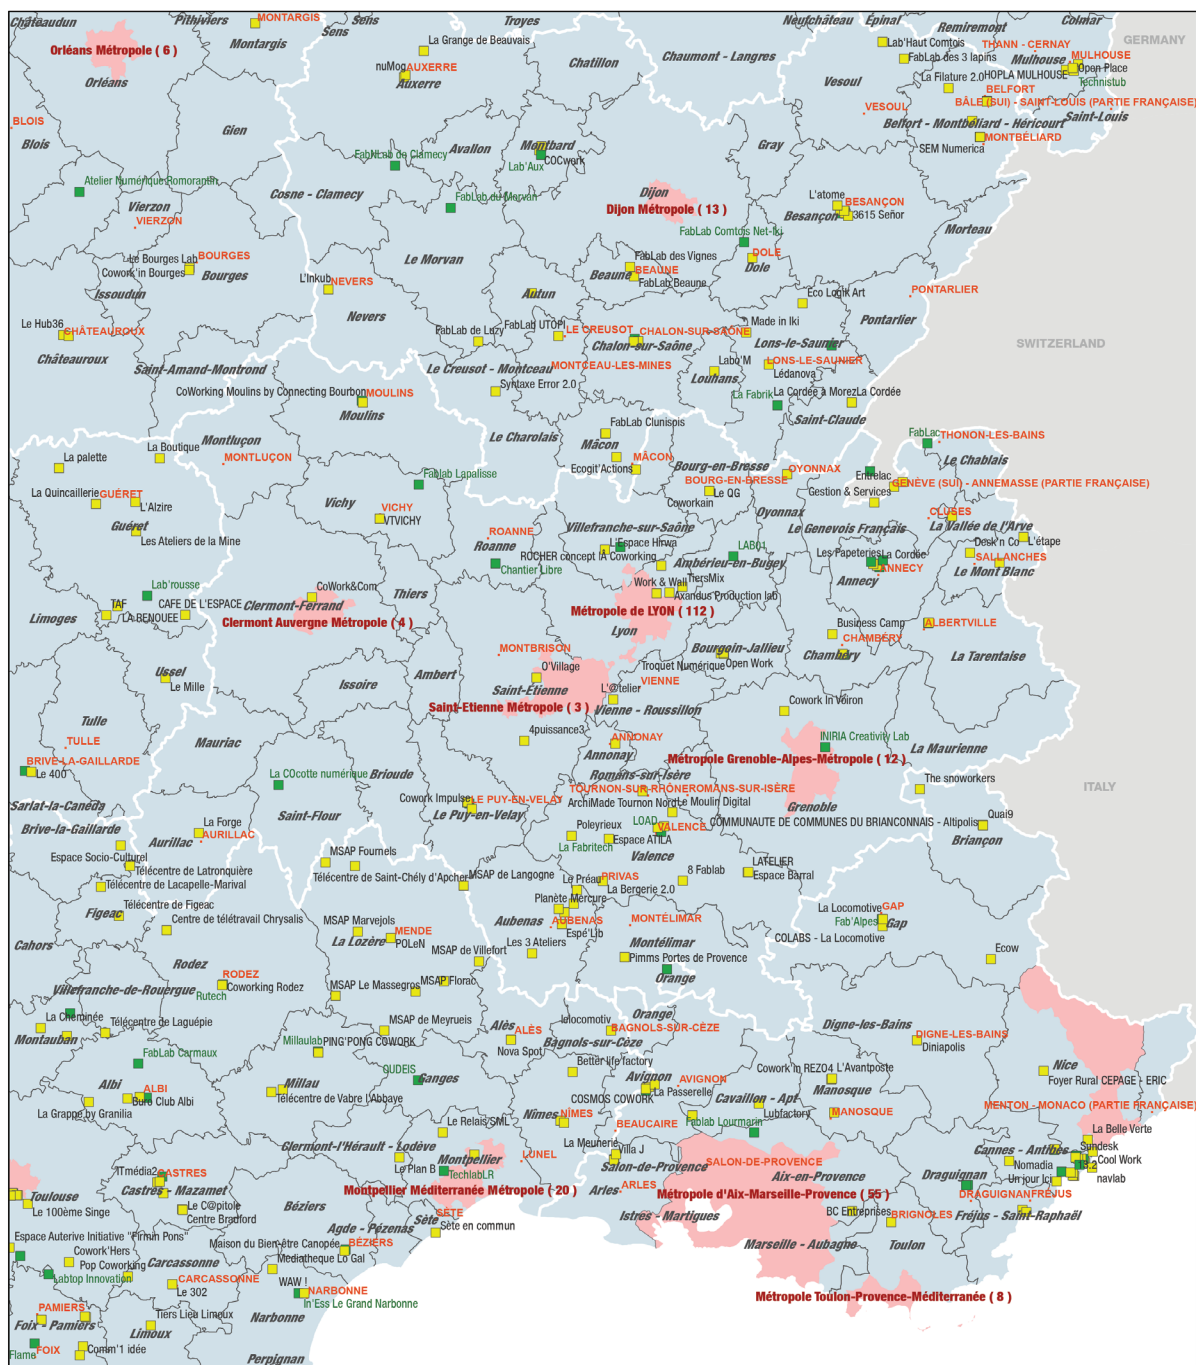 Châteaudun
Pithiviers
MONTARGIS
Montargis
Sens
Sens
Troyes
Neufchâteau
Épinal
Remiremont
Colmar
GERMANY
Orléans Métropole ( 6 )
Orléans
La Grange de Beauvais
nuMog
AUXERRE
Auxerre
Chatillon
Chaumont - Langres
Lab'Haut Comtois
FabLab des 3 lapins
Vesoul
THANN - CERNAY
Mulhouse
MULHOUSE
Open Place
HOPLA MULHOUSE
Technistub
La Filature 2.0
BELFORT
BÂLE (SUI) - SAINT-LOUIS (PARTIE FRANÇAISE)
Saint-Louis
VESOUL
Belfort - Montbéliard - Héricourt
MONTBÉLIARD
SEM Numerica
BLOIS
Blois
Gien
Avallon
Montbard
COCwork
Lab'Aux
Gray
FabNLab de Clamecy
Cosne - Clamecy
FabLab du Morvan
Atelier Numérique Romorantin
Vierzon
VIERZON
Dijon
Dijon Métropole ( 13 )
L'atome
BESANÇON
Besançon
3615 Señor
Morteau
FabLab Comtois Net-Iki
DOLE
Dole
Le Bourges Lab
BOURGES
Cowork'in Bourges
Bourges
Issoudun
L'Inkub
NEVERS
Nevers
Le Morvan
FabLab des Vignes
Beaune
BEAUNE
FabLab Beaune
Autun
PONTARLIER
Pontarlier
Eco Logik Art
Le Hub36
CHÂTEAUROUX
Châteauroux
Saint-Amand-Montrond
FabLab de Luzy
FabLab UTOPI
LE CREUSOT
CHALON-SUR-SAÔNE
Chalon-sur-Saône
Made in Iki
Lons-le-Saunier
SWITZERLAND
Le Creusot - Montceau
MONTCEAU-LES-MINES
Labo'M
Louhans
LONS-LE-SAUNIER
Lédanova
Syntaxe Error 2.0
CoWorking Moulins by Connecting Bourbon
MOULINS
Moulins
La Fabrik
La Cordée à Morez
La Cordée
Saint-Claude
FabLab Clunisois
Le Charolais
Mâcon
MÂCON
Ecogit'Actions
Bourg-en-Bresse
BOURG-EN-BRESSE
Le QG
Coworkain
OYONNAX
Oyonnax
FabLac
THONON-LES-BAINS
Le Chablais
Entrelac
GENÈVE (SUI) - ANNEMASSE (PARTIE FRANÇAISE)
Gestion & Services
La palette
La Boutique
Montluçon
MONTLUÇON
La Quincaillerie
GUÉRET
L'Alzire
Guéret
Les Ateliers de la Mine
Fablab Lapalisse
Vichy
VICHY
VTVICHY
ROANNE
Roanne
Chantier Libre
Villefranche-sur-Saône
L'Espace Hirwa
ROCHER concept IA Coworking
LAB01
Ambérieu-en-Bugey
Le Genevois Français
CLUSES
La Vallée de l'Arve
Desk'n Co
L'étape
SALLANCHES
Le Mont Blanc
Les Papeteries
La Cordée
ANNECY
Annecy
Lab'rousse
TAF
CAFE DE L'ESPACE
LA RENOUEE
Limoges
CoWork&Com
Clermont-Ferrand
Clermont Auvergne Métropole ( 4 )
Thiers
TiersMix
Work & Wall
Axandus Production lab
Métropole de LYON ( 112 )
Lyon
Business Camp
CHAMBÉRY
Chambéry
ALBERTVILLE
La Tarentaise
MONTBRISON
Ambert
Issoire
Ussel
Le Mille
O'Village
Saint-Étienne
Saint-Etienne Métropole ( 3 )
Bourgoin-Jallieu
Troquet Numérique
Open Work
VIENNE
L'@telier
Vienne - Roussillon
Cowork In Voiron
Tulle
TULLE
Mauriac
4puissance3
ANNONAY
Annonay
INIRIA Creativity Lab
Métropole Grenoble-Alpes-Métropole ( 12 )
La Maurienne
Grenoble
BRIVE-LA-GAILLARDE
Le 400
Sarlat-la-Canéda
Brive-la-Gaillarde
La COcotte numérique
Saint-Flour
Brioude
Cowork Impulse
LE PUY-EN-VELAY
Le Puy-en-Velay
Romans-sur-Isère
TOURNON-SUR-RHÔNE
ROMANS-SUR-ISÈRE
ArchiMade Tournon Nord
Le Moulin Digital
The snoworkers
ITALY
La Forge
AURILLAC
Aurillac
Poleyrieux
LOAD
VALENCE
La Fabritech
Espace ATILA
Valence
COMMUNAUTE DE COMMUNES DU BRIANCONNAIS - Altipolis
Quai9
Briançon
Espace Socio-Culturel
Télécentre de Latronquière
Télécentre de Lacapelle-Marival
MSAP Fournels
Télécentre de Saint-Chély d'Apcher
MSAP de Langogne
Le Préau
PRIVAS
La Bergerie 2.0
8 Fablab
LATELIER
Espace Barral
Télécentre de Figeac
Figeac
Centre de télétravail Chrysalis
Planète Mercure
Aubenas
AUBENAS
Espé'Lib
MONTÉLIMAR
Montélimar
La Locomotive
GAP
Fab'Alpes
Gap
COLABS - La Locomotive
Cahors
Rodez
RODEZ
Coworking Rodez
Rutech
MSAP Marvejols
La Lozère
MENDE
POLeN
Les 3 Ateliers
MSAP de Villefort
Pimms Portes de Provence
Orange
Ecow
Villefranche-de-Rouergue
MSAP Le Massegros
MSAP Florac
La Cheminée
Télécentre de Laguépie
Montauban
MSAP de Meyrueis
Alès
ALÈS
Nova Spot
lelocomotiv
Orange
BAGNOLS-SUR-CÈZE
Bagnols-sur-Cèze
Digne-les-Bains
DIGNE-LES-BAINS
Diniapolis
Nice
Foyer Rural CEPAGE - ERIC
Millaulab
PING'PONG COWORK
FabLab Carmaux
Albi
ALBI
Buro Club Albi
La Grappe by Granilia
Millau
Télécentre de Vabre L'Abbaye
OUDEIS
Ganges
Better life factory
Avignon
AVIGNON
La Passerelle
COSMOS COWORK
Cowork'in REZO4
L'Avantposte
Manosque
MANOSQUE
Cavaillon - Apt
Lubfactory
Fablab Lourmarin
MENTON - MONACO (PARTIE FRANÇAISE)
La Belle Verte
Le Relais SML
Nîmes
NÎMES
BEAUCAIRE
Clermont-l'Hérault - Lodève
La Meunerie
Villa J
Salon-de-Provence
SALON-DE-PROVENCE
Aix-en-Provence
Cannes - Antibes
Sundesk
Cool Work
Nomadia
13.2
Un jour Ici
navlab
LUNEL
Montpellier
Le Plan B
TechlabLR
Montpellier Méditerranée Métropole ( 20 )
Arles
ARLES
Métropole d'Aix-Marseille-Provence ( 55 )
Draguignan
DRAGUIGNAN
FRÉJUS
Fréjus - Saint-Raphaël
ITmédia2
CASTRES
Castres - Mazamet
Toulouse
Le 100ème Singe
Le C@pitole
Centre Bradford
Béziers
Agde - Pézenas
Sète
SÈTE
Sète en commun
Istres - Martigues
BC Entreprises
BRIGNOLES
Marseille - Aubagne
Toulon
Espace Auterive Initiative "Firmin Pons"
Cowork'Hers
Pop Coworking
Carcassonne
Maison du Bien-être Canopée
BÉZIERS
Mediatheque Lo Gal
Labtop Innovation
CARCASSONNE
Le 302
WAW !
NARBONNE
In'Ess Le Grand Narbonne
Métropole Toulon-Provence-Méditerranée ( 8 )
PAMIERS
Foix - Pamiers
Tiers Lieu Limoux
Limoux
Narbonne
FOIX
Flame
Comm'1 idée
Perpignan